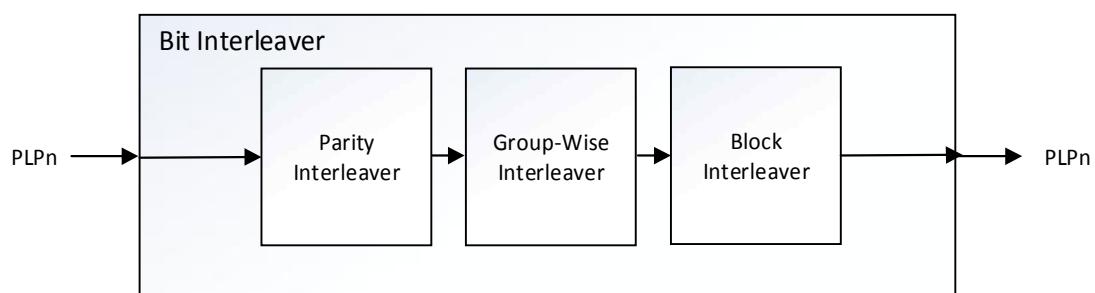 Bit Interleaver
PLPn
Parity
Interleaver
Group-Wise
Interleaver
Block
Interleaver
PLPn